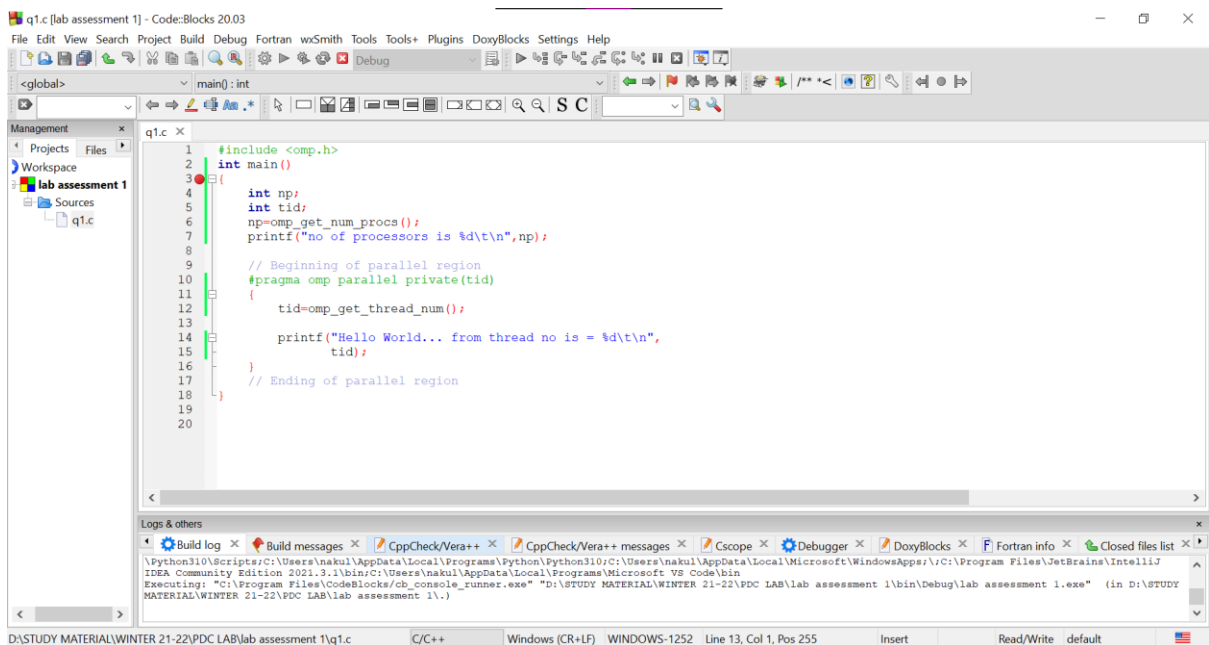 q1.c [lab assessment 1] - Code::Blocks 20.03
File Edit View Search Project Build Debug Fortran wxSmith Tools Tools+ Plugins DoxyBlocks Settings Help
Debug
<global> main() : int
/** *<
Aa .* S C
Management
Projects Files
Workspace
lab assessment 1
Sources
q1.c
q1.c
1 #include <omp.h>
2 int main()
3 {
4 int np;
5 int tid;
6 np=omp_get_num_procs();
7 printf("no of processors is %d\t\n",np);
8
9 // Beginning of parallel region
10 #pragma omp parallel private(tid)
11 {
12 tid=omp_get_thread_num();
13
14 printf("Hello World... from thread no is = %d\t\n",
15 tid);
16 }
17 // Ending of parallel region
18 }
19
20
Logs & others
Build log Build messages CppCheck/Vera++ CppCheck/Vera++ messages Cscope Debugger DoxyBlocks Fortran info Closed files list
\Python310\Scripts;C:\Users\nakul\AppData\Local\Programs\Python\Python310;C:\Users\nakul\AppData\Local\Microsoft\WindowsApps;\;C:\Program Files\JetBrains\IntelliJ
IDEA Community Edition 2021.3.1\bin;C:\Users\nakul\AppData\Local\Programs\Microsoft VS Code\bin
Executing: "C:\Program Files\CodeBlocks/cb_console_runner.exe" "D:\STUDY MATERIAL\WINTER 21-22\PDC LAB\lab assessment 1\bin\Debug\lab assessment 1.exe" (in D:\STUDY
MATERIAL\WINTER 21-22\PDC LAB\lab assessment 1\.)
D:\STUDY MATERIAL\WINTER 21-22\PDC LAB\lab assessment 1\q1.c C/C++ Windows (CR+LF) WINDOWS-1252 Line 13, Col 1, Pos 255 Insert Read/Write default